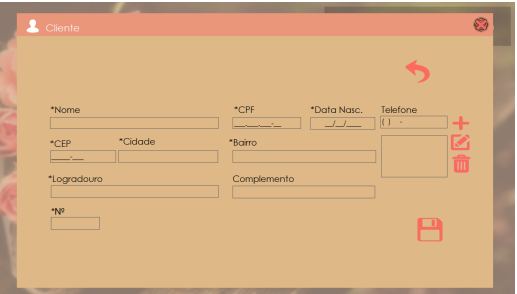 Cliente
*Nome *CPF *Data Nasc. Telefone
___.___.___-__ __/__/____ ( ) -
*CEP *Cidade *Bairro
_____-___
*Logradouro Complemento
*Nº